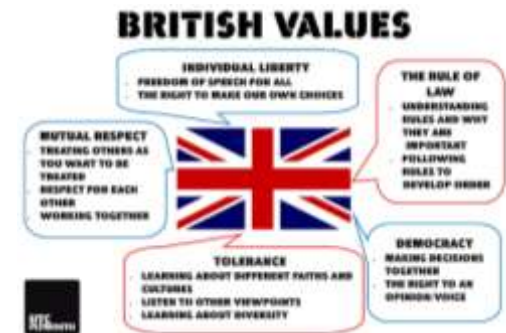 BRITISH VALUES
INDIVIDUAL LIBERTY
FREEDOM OF SPEECH FOR ALL
THE RIGHT TO MAKE OUR OWN CHOICES
THE RULE OF
LAW
UNDERSTANDING
RULES AND WHY
THEY ARE
IMPORTANT
FOLLOWING
RULES TO
DEVELOP ORDER
MUTUAL RESPECT
TREATING OTHERS AS
YOU WANT TO BE
TREATED
RESPECT FOR EACH
OTHER
WORKING TOGETHER
TOLERANCE
LEARNING ABOUT DIFFERENT FAITHS AND
CULTURES
LISTEN TO OTHER VIEWPOINTS
LEARNING ABOUT DIVERSITY
DEMOCRACY
MAKING DECISIONS
TOGETHER
THE RIGHT TO AN
OPINION/VOICE